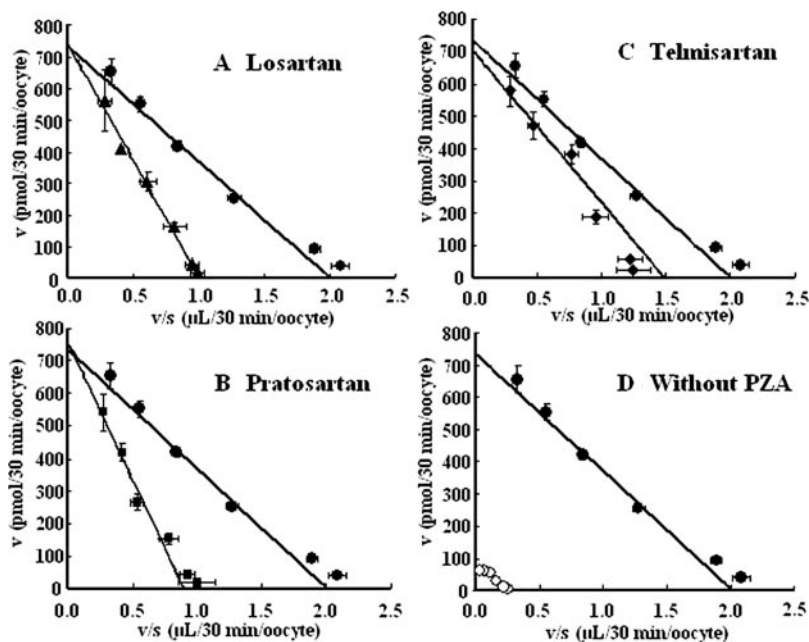 A Losartan
v (pmol/30 min/oocyte)
800
700
600
500
400
300
200
100
0
0.0 0.5 1.0 1.5 2.0 2.5
v/s (μL/30 min/oocyte)
C Telmisartan
v (pmol/30 min/oocyte)
800
700
600
500
400
300
200
100
0
0.0 0.5 1.0 1.5 2.0 2.5
v/s (μL/30 min/oocyte)
B Pratosartan
v (pmol/30 min/oocyte)
800
700
600
500
400
300
200
100
0
0.0 0.5 1.0 1.5 2.0 2.5
v/s (μL/30 min/oocyte)
D Without PZA
v (pmol/30 min/oocyte)
800
700
600
500
400
300
200
100
0
0.0 0.5 1.0 1.5 2.0 2.5
v/s (μL/30 min/oocyte)